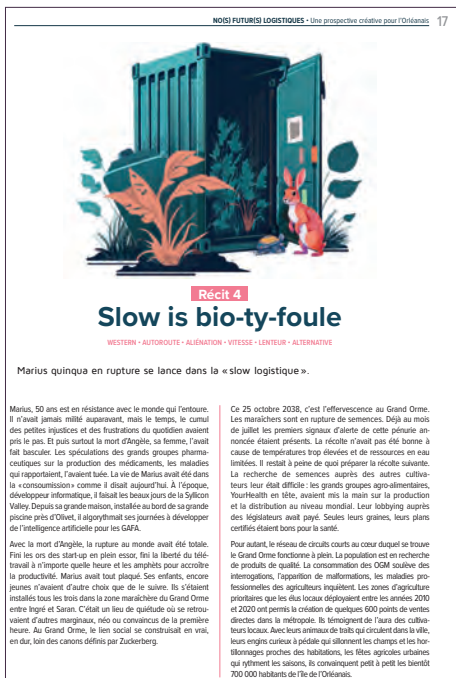 NO(S) FUTUR(S) LOGISTIQUES • Une prospective créative pour l'Orléanais 17
Récit 4
Slow is bio-ty-foule
WESTERN • AUTOROUTE • ALIÉNATION • VITESSE • LENTEUR • ALTERNATIVE
Marius quinqua en rupture se lance dans la « slow logistique ».
Marius, 50 ans est en résistance avec le monde qui l'entoure.
Il n'avait jamais milité auparavant, mais le temps, le cumul
des petites injustices et des frustrations du quotidien avaient
pris le pas. Et puis surtout la mort d'Angèle, sa femme, l'avait
fait basculer. Les spéculations des grands groupes pharma-
ceutiques sur la production des médicaments, les maladies
qui rapportaient, l'avaient tuée. La vie de Marius avait été dans
la « consoumission » comme il disait aujourd'hui. À l'époque,
développeur informatique, il faisait les beaux jours de la Syllicon
Valley. Depuis sa grande maison, installée au bord de sa grande
piscine près d'Olivet, il algorythmait ses journées à développer
de l'intelligence artificielle pour les GAFA.
Avec la mort d'Angèle, la rupture au monde avait été totale.
Fini les ors des start-up en plein essor, fini la liberté du télé-
travail à n'importe quelle heure et les amphèts pour accroître
la productivité. Marius avait tout plaqué. Ses enfants, encore
jeunes n'avaient d'autre choix que de le suivre. Ils s'étaient
installés tous les trois dans la zone maraîchère du Grand Orme
entre Ingré et Saran. C'était un lieu de quiétude où se retrou-
vaient d'autres marginaux, néo ou convaincus de la première
heure. Au Grand Orme, le lien social se construisait en vrai,
en dur, loin des canons définis par Zuckerberg.
Ce 25 octobre 2038, c'est l'effervescence au Grand Orme.
Les maraîchers sont en rupture de semences. Déjà au mois
de juillet les premiers signaux d'alerte de cette pénurie an-
noncée étaient présents. La récolte n'avait pas été bonne à
cause de températures trop élevées et de ressources en eau
limitées. Il restait à peine de quoi préparer la récolte suivante.
La recherche de semences auprès des autres cultiva-
teurs leur était difficile : les grands groupes agro-alimentaires,
YourHealth en tête, avaient mis la main sur la production
et la distribution au niveau mondial. Leur lobbying auprès
des législateurs avait payé. Seules leurs graines, leurs plans
certifiés étaient bons pour la santé.
Pour autant, le réseau de circuits courts au cœur duquel se trouve
le Grand Orme fonctionne à plein. La population est en recherche
de produits de qualité. La consommation des OGM soulève des
interrogations, l'apparition de malformations, les maladies pro-
fessionnelles des agriculteurs inquiètent. Les zones d'agriculture
prioritaires que les élus locaux déployaient entre les années 2010
et 2020 ont permis la création de quelques 600 points de ventes
directes dans la métropole. Ils témoignent de l'aura des cultiva-
teurs locaux. Avec leurs animaux de traits qui circulent dans la ville,
leurs engins curieux à pédale qui sillonnent les champs et les hor-
tillonnages proches des habitations, les fêtes agricoles urbaines
qui rythment les saisons, ils convainquent petit à petit les bientôt
700 000 habitants de l'île de l'Orléanais.